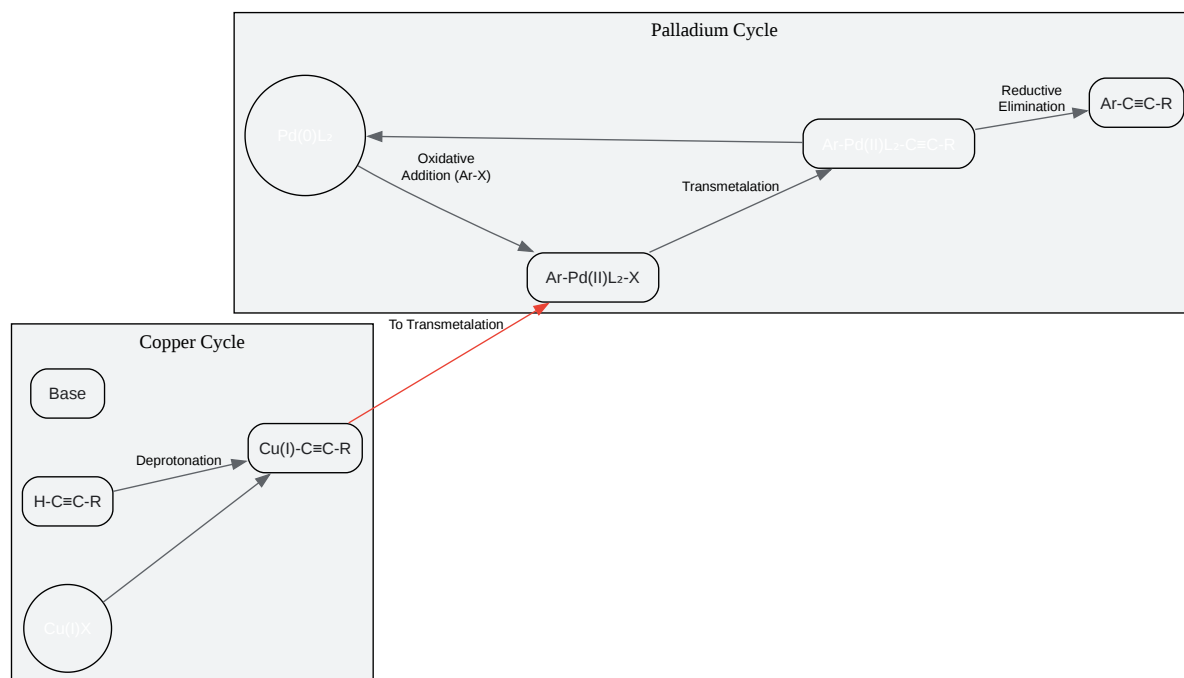 Palladium Cycle
Pd(0)L₂
Oxidative
Addition (Ar-X)
Ar-Pd(II)L₂-X
Transmetalation
Ar-Pd(II)L₂-C≡C-R
Reductive
Elimination
Ar-C≡C-R
To Transmetalation
Copper Cycle
Base
Deprotonation
H-C≡C-R
Cu(I)-C≡C-R
Cu(I)X